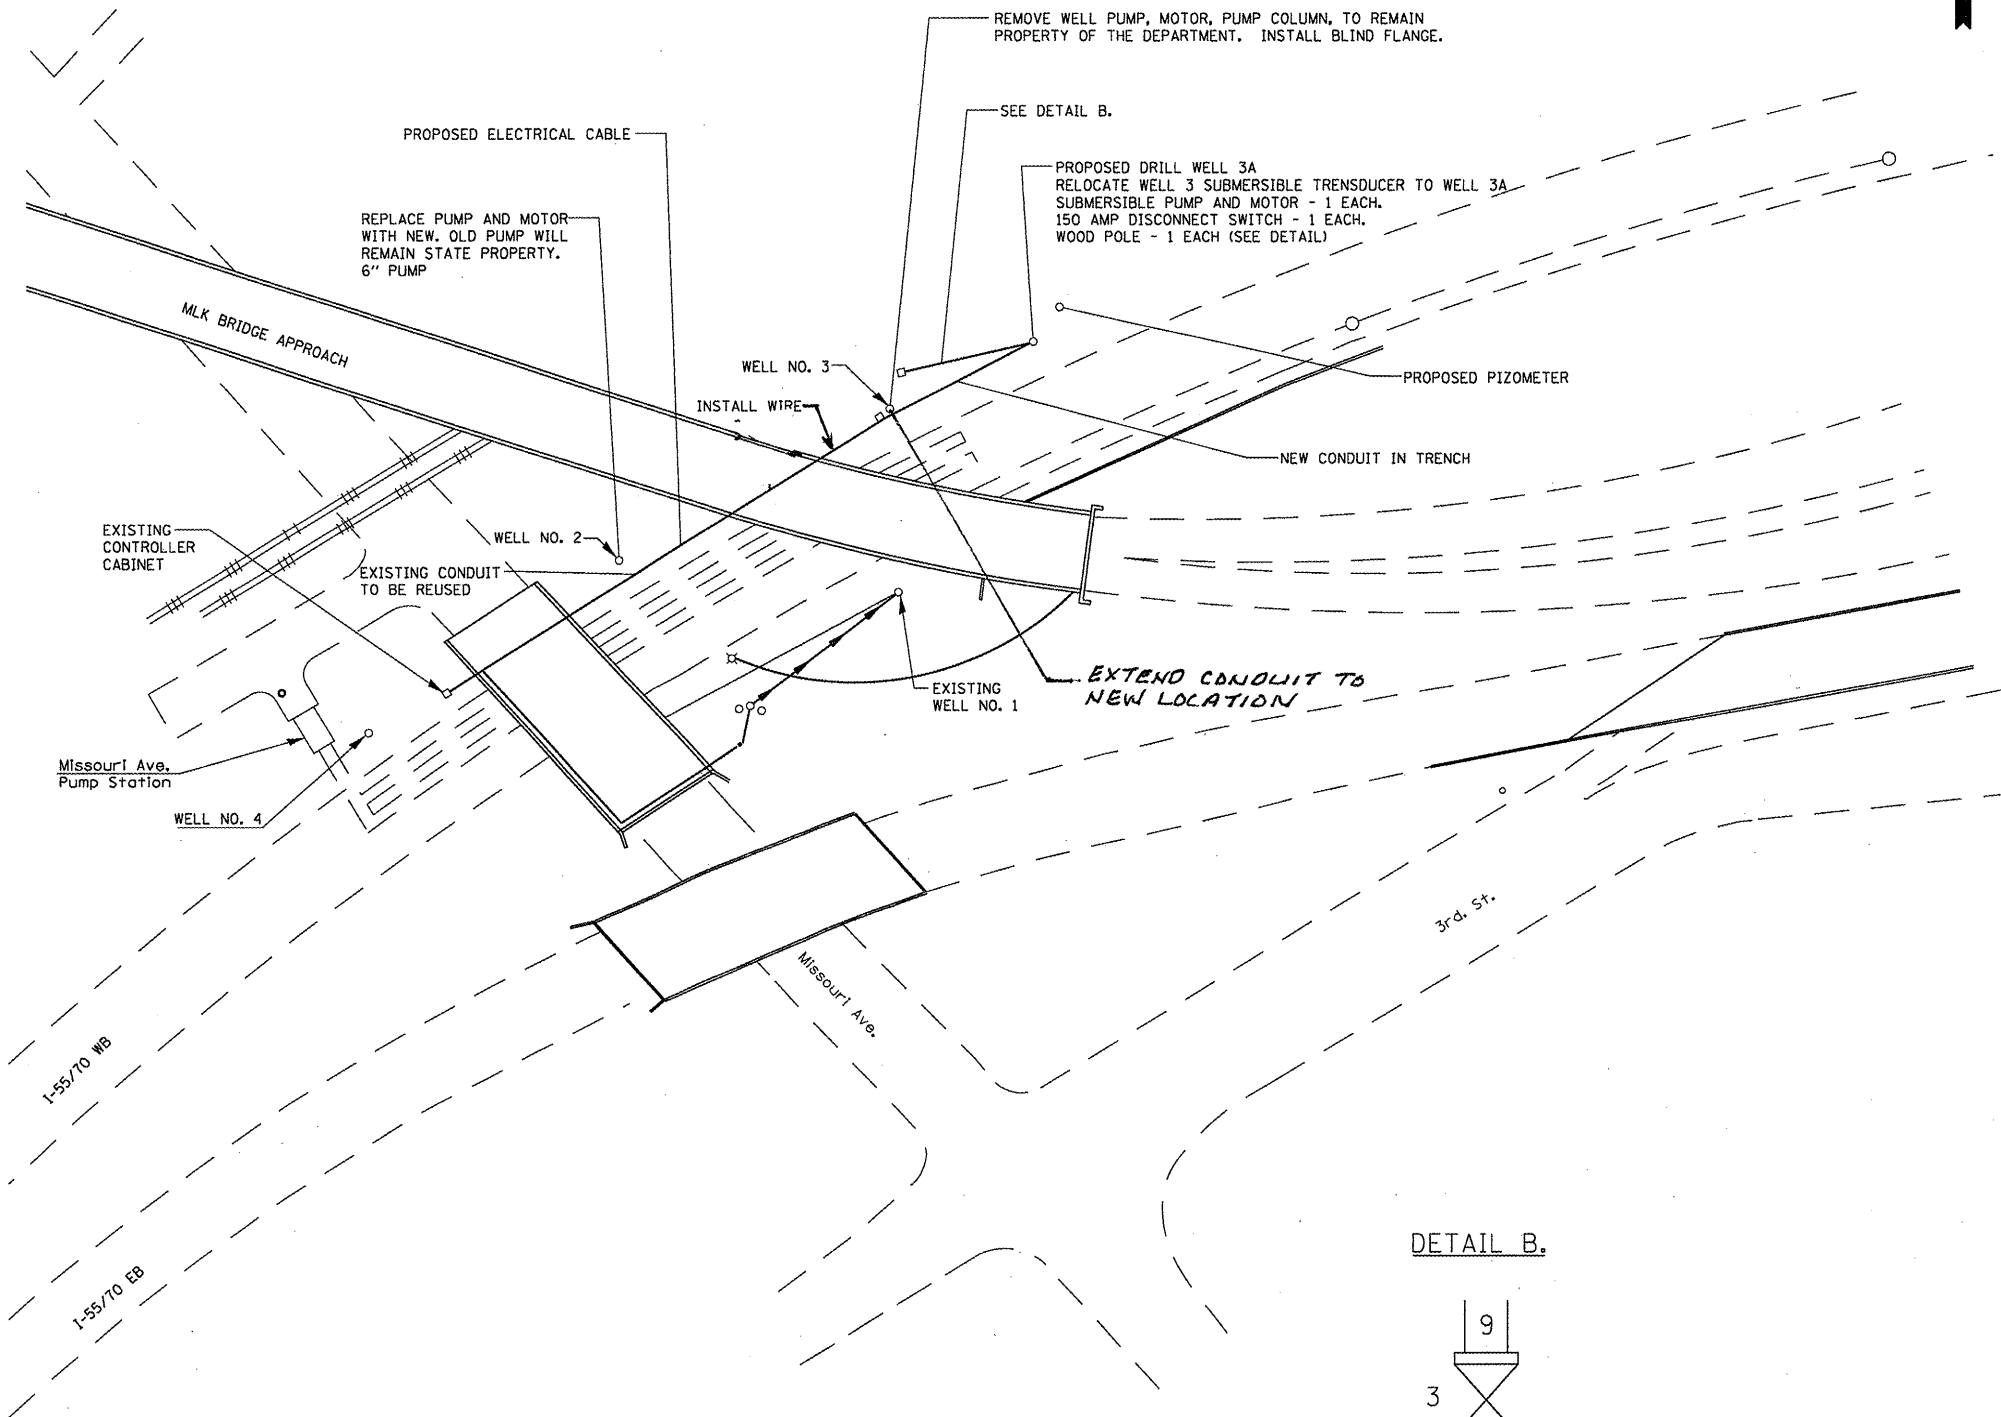 REMOVE WELL PUMP, MOTOR, PUMP COLUMN, TO REMAIN
PROPERTY OF THE DEPARTMENT. INSTALL BLIND FLANGE.
SEE DETAIL B.
PROPOSED ELECTRICAL CABLE
PROPOSED DRILL WELL 3A
RELOCATE WELL 3 SUBMERSIBLE TRENSDUCER TO WELL 3A
SUBMERSIBLE PUMP AND MOTOR - 1 EACH.
150 AMP DISCONNECT SWITCH - 1 EACH.
WOOD POLE - 1 EACH (SEE DETAIL)
REPLACE PUMP AND MOTOR
WITH NEW. OLD PUMP WILL
REMAIN STATE PROPERTY.
6" PUMP
MLK BRIDGE APPROACH
WELL NO. 3
PROPOSED PIZOMETER
INSTALL WIRE
NEW CONDUIT IN TRENCH
EXISTING
CONTROLLER
CABINET
WELL NO. 2
EXISTING CONDUIT
TO BE REUSED
EXISTING
WELL NO. 1
EXTEND CONDUIT TO
NEW LOCATION
Missouri Ave.
Pump Station
WELL NO. 4
3rd. St.
Missouri Ave.
I-55/70 WB
I-55/70 EB
DETAIL B.
9
3